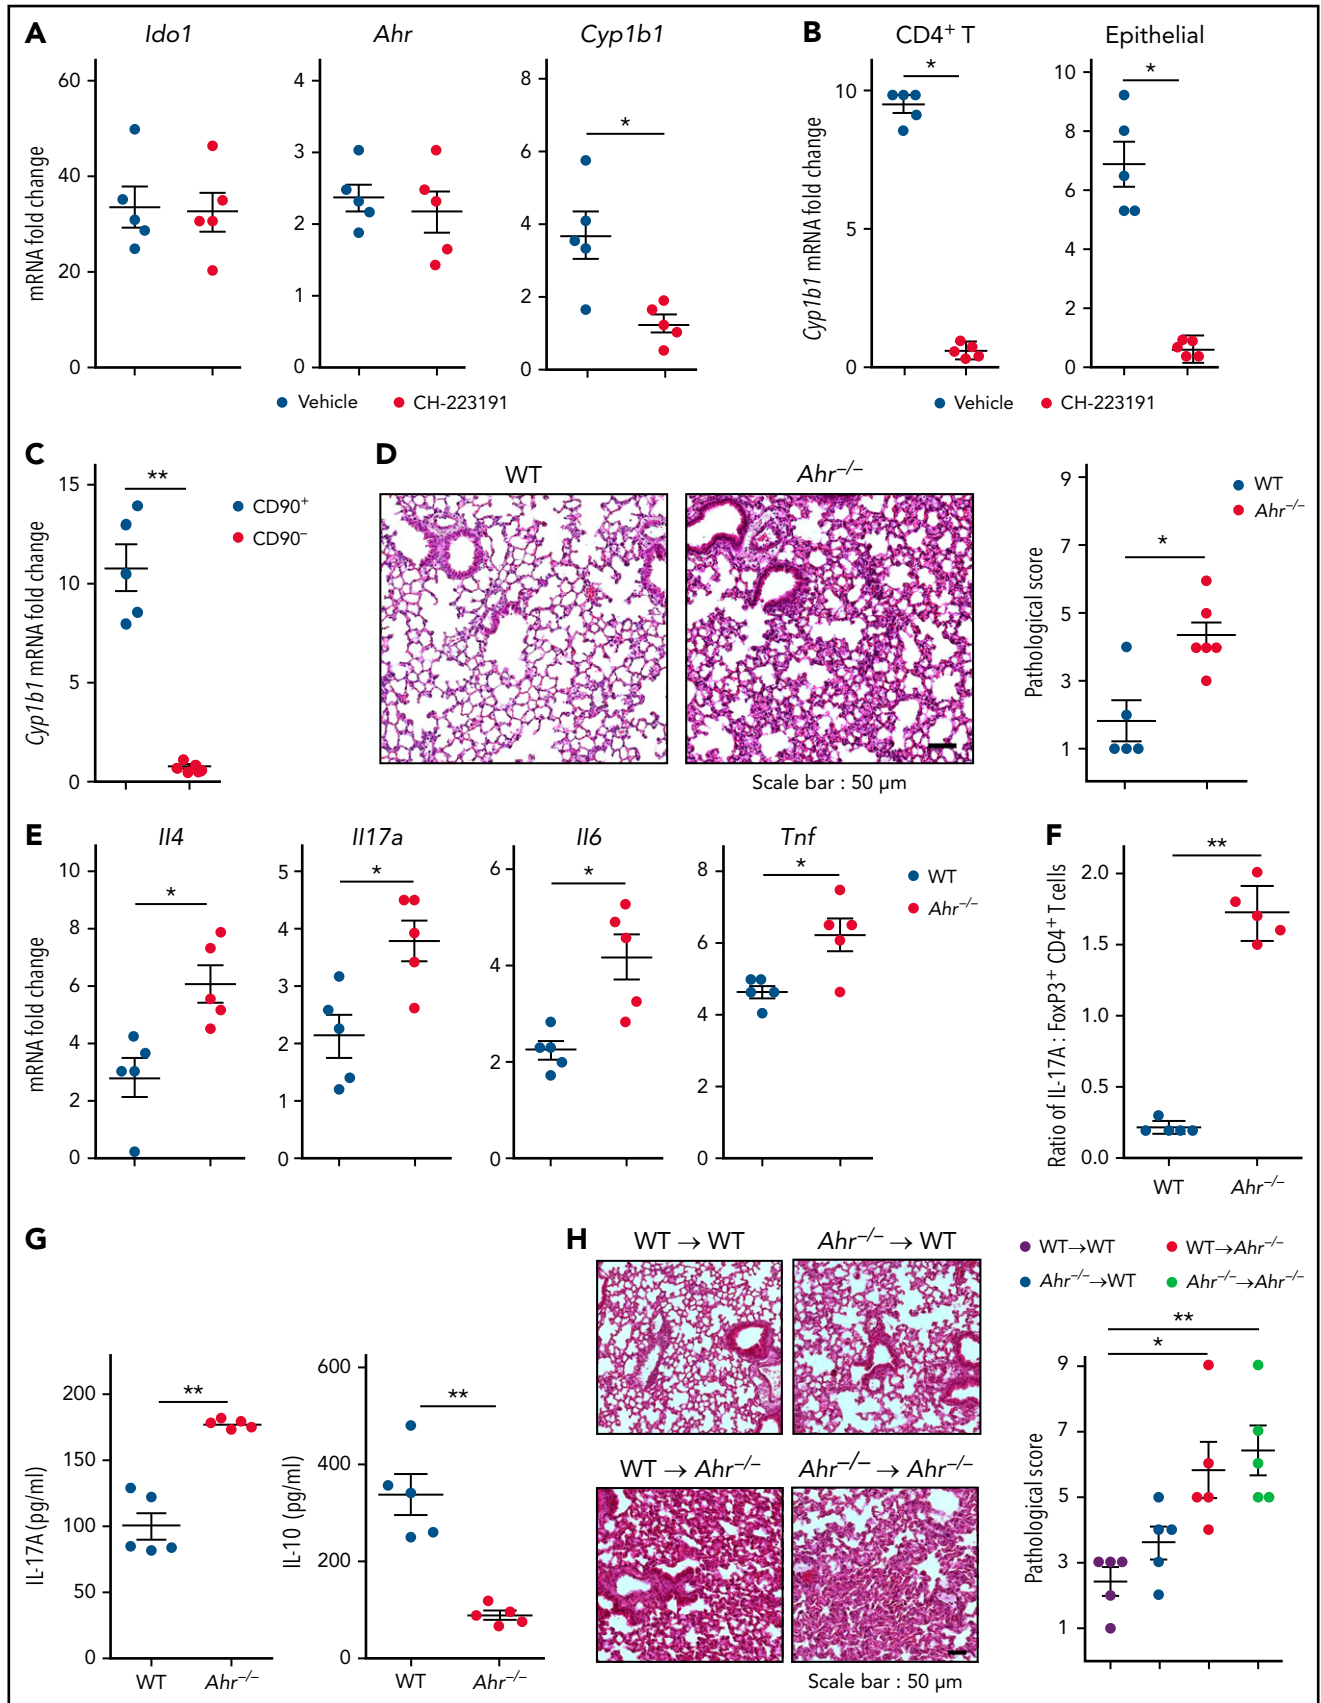 A
Ido1
Ahr
Cyp1b1
mRNA fold change
60
40
20
0
4
3
2
1
0
8
6
4
2
0
*
Vehicle
CH-223191
B
CD4+ T
Epithelial
Cyp1b1 mRNA fold change
10
5
0
*
10
8
6
4
2
0
*
Vehicle
CH-223191
C
Cyp1b1 mRNA fold change
15
10
5
0
**
CD90+
CD90−
D
WT
Ahr−/−
Scale bar : 50 µm
Pathological score
9
7
5
3
1
*
WT
Ahr−/−
E
Il4
Il17a
Il6
Tnf
mRNA fold change
10
8
6
4
2
0
*
5
4
3
2
1
0
*
6
4
2
0
*
8
6
4
2
0
*
WT
Ahr−/−
F
Ratio of IL-17A : FoxP3+ CD4+ T cells
2.0
1.5
1.0
0.5
0.0
**
WT
Ahr−/−
G
IL-17A (pg/ml)
200
150
100
50
0
**
WT
Ahr−/−
IL-10 (pg/ml)
600
400
200
0
**
WT
Ahr−/−
H
WT → WT
Ahr−/− → WT
WT → Ahr−/−
Ahr−/− → Ahr−/−
Scale bar : 50 µm
WT→WT
WT→Ahr−/−
Ahr−/−→WT
Ahr−/−→Ahr−/−
Pathological score
9
7
5
3
1
**
*